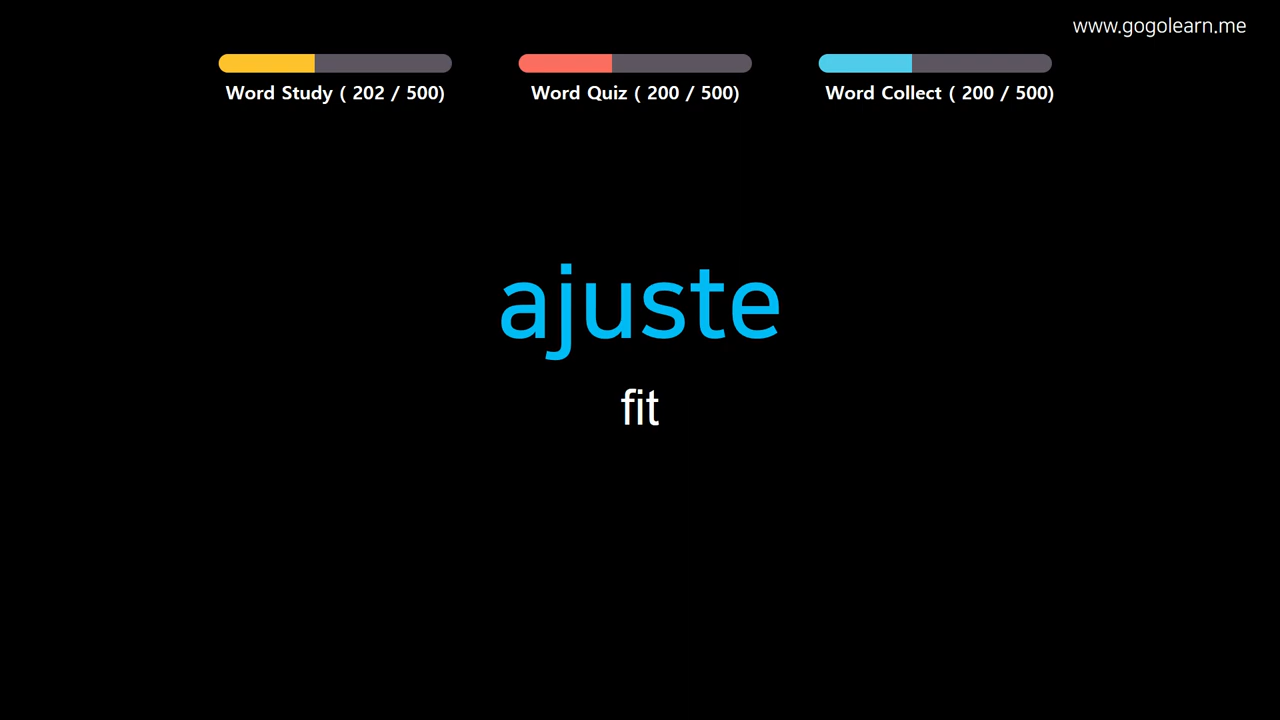 www.gogolearn.me
Word Study ( 202 / 500)
Word Quiz ( 200 / 500)
Word Collect ( 200 / 500)
ajuste
fit